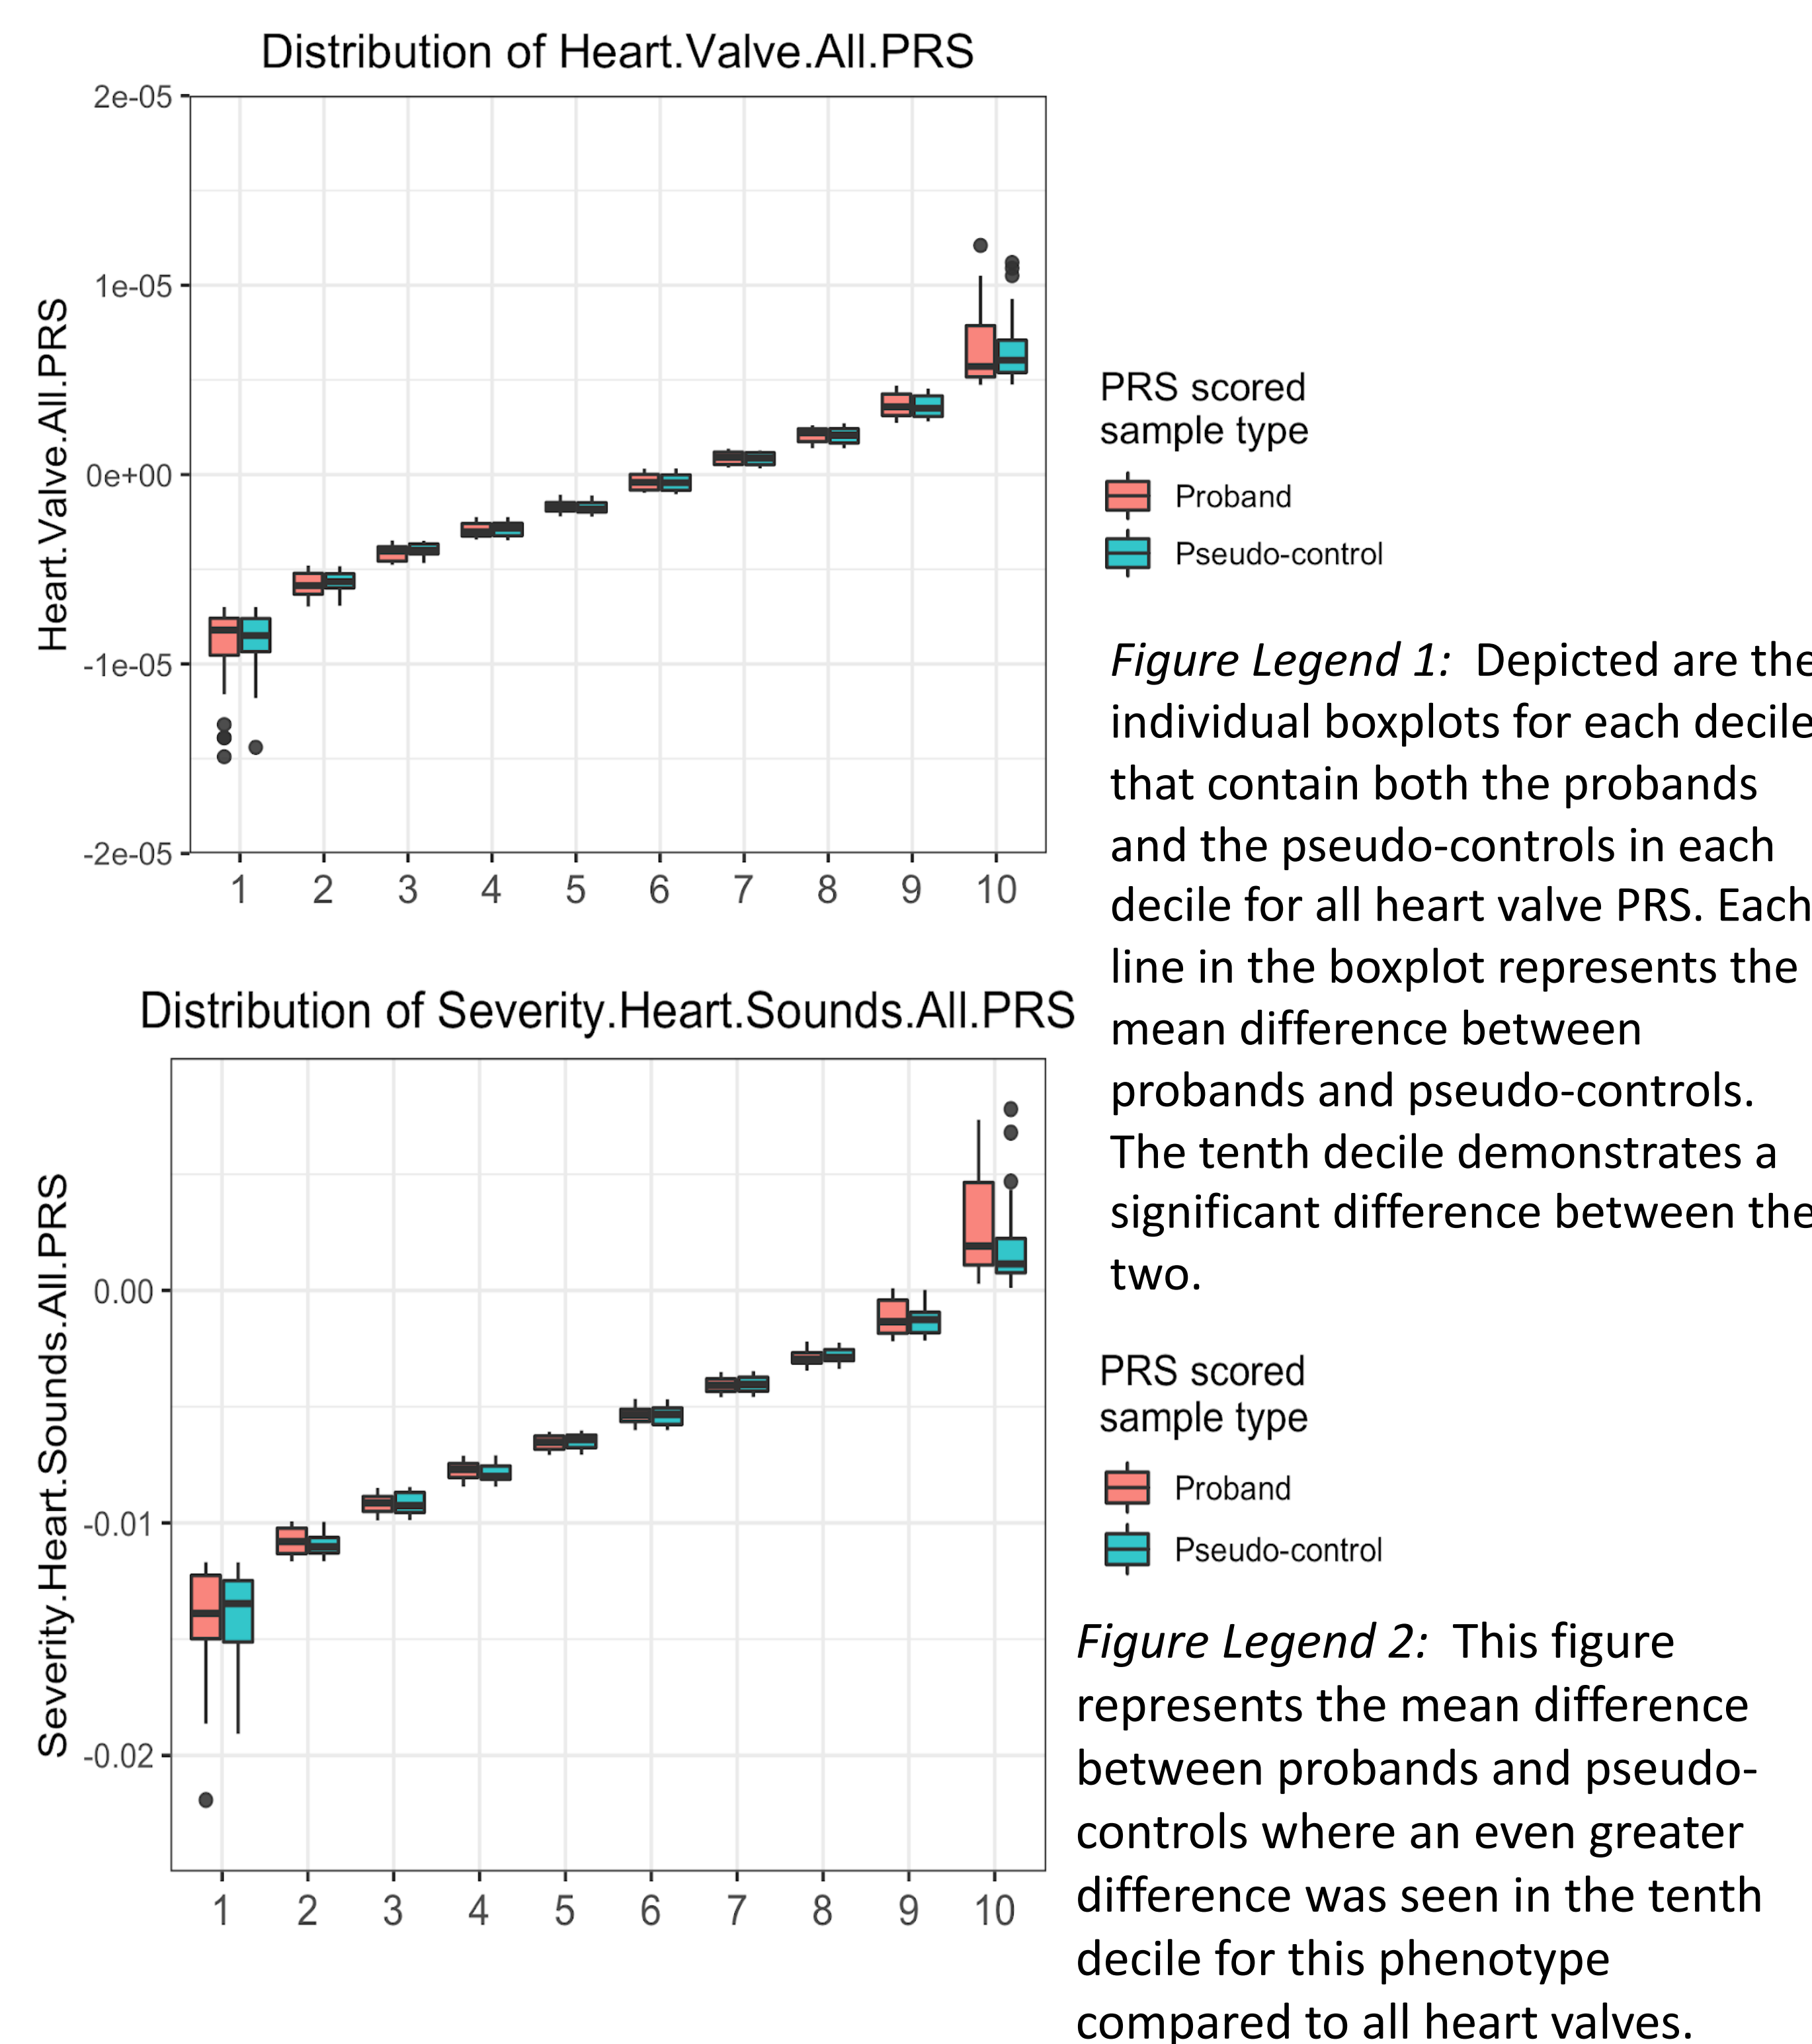 Distribution of Heart.Valve.All.PRS
Heart.Valve.All.PRS
2e-05
1e-05
0e+00
-1e-05
-2e-05
1 2 3 4 5 6 7 8 9 10
PRS scored
sample type
Proband
Pseudo-control
Figure Legend 1: Depicted are the
individual boxplots for each decile
that contain both the probands
and the pseudo-controls in each
decile for all heart valve PRS. Each
line in the boxplot represents the
mean difference between
probands and pseudo-controls.
The tenth decile demonstrates a
significant difference between the
two.
Distribution of Severity.Heart.Sounds.All.PRS
Severity.Heart.Sounds.All.PRS
0.00
-0.01
-0.02
1 2 3 4 5 6 7 8 9 10
PRS scored
sample type
Proband
Pseudo-control
Figure Legend 2: This figure
represents the mean difference
between probands and pseudo-
controls where an even greater
difference was seen in the tenth
decile for this phenotype
compared to all heart valves.